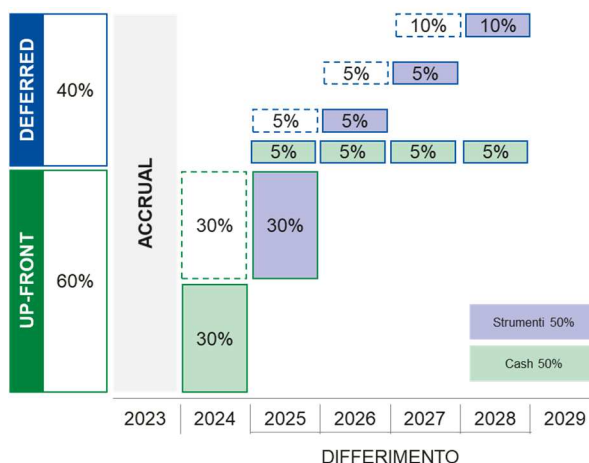 10% 10%
DEFERRED
40%
5% 5%
5% 5%
5% 5% 5% 5%
ACCRUAL
UP-FRONT
60%
30% 30%
30%
Strumenti 50%
Cash 50%
2023 2024 2025 2026 2027 2028 2029
DIFFERIMENTO